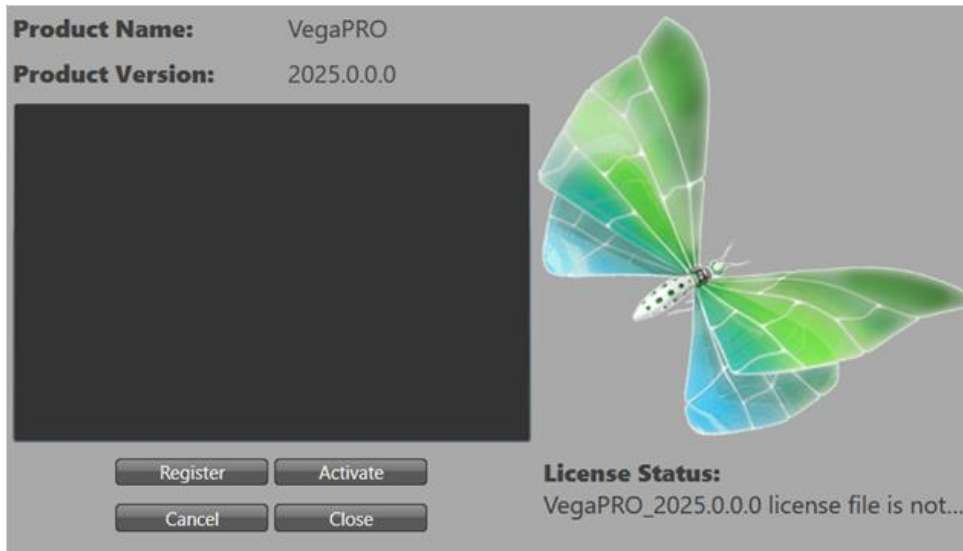 Product Name: VegaPRO
Product Version: 2025.0.0.0
Register Activate
Cancel Close
License Status:
VegaPRO_2025.0.0.0 license file is not...